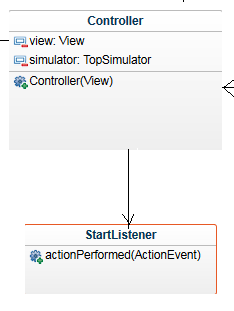 Controller
view: View
simulator: TopSimulator
Controller(View)
StartListener
actionPerformed(ActionEvent)